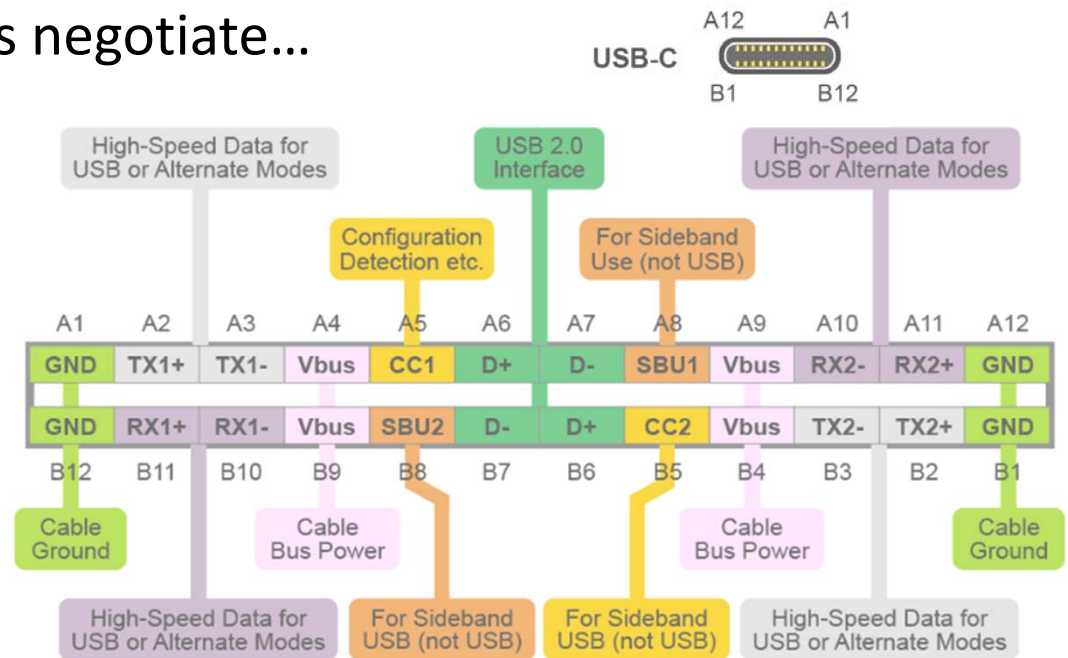 s negotiate...
A12 A1
USB-C
B1 B12
High-Speed Data for
USB or Alternate Modes
USB 2.0
Interface
High-Speed Data for
USB or Alternate Modes
Configuration
Detection etc.
For Sideband
Use (not USB)
A1 A2 A3 A4 A5 A6 A7 A8 A9 A10 A11 A12
GND TX1+ TX1- Vbus CC1 D+ D- SBU1 Vbus RX2- RX2+ GND
GND RX1+ RX1- Vbus SBU2 D- D+ CC2 Vbus TX2- TX2+ GND
B12 B11 B10 B9 B8 B7 B6 B5 B4 B3 B2 B1
Cable
Ground
Cable
Bus Power
Cable
Bus Power
Cable
Ground
High-Speed Data for
USB or Alternate Modes
For Sideband
USB (not USB)
For Sideband
USB (not USB)
High-Speed Data for
USB or Alternate Modes